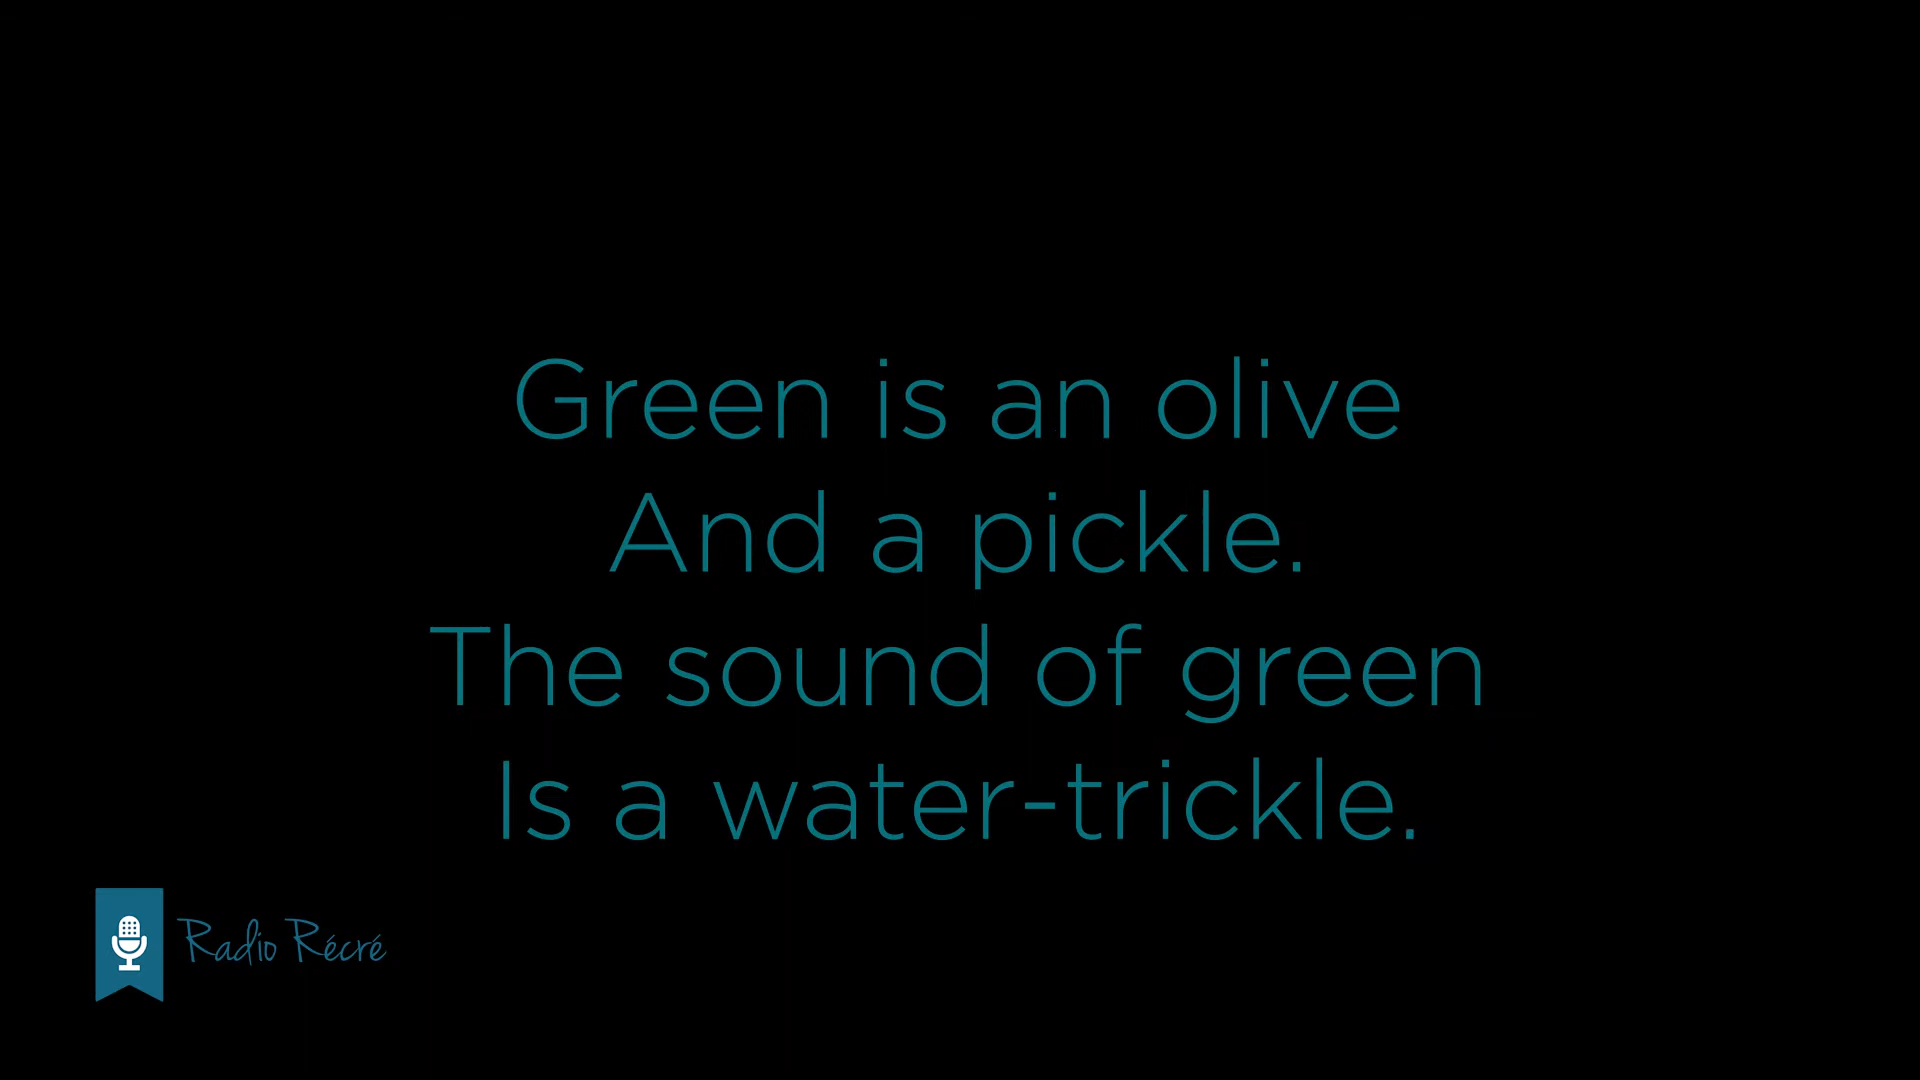 Green is an olive
And a pickle.
The sound of green
Is a water-trickle.
Radio Récré